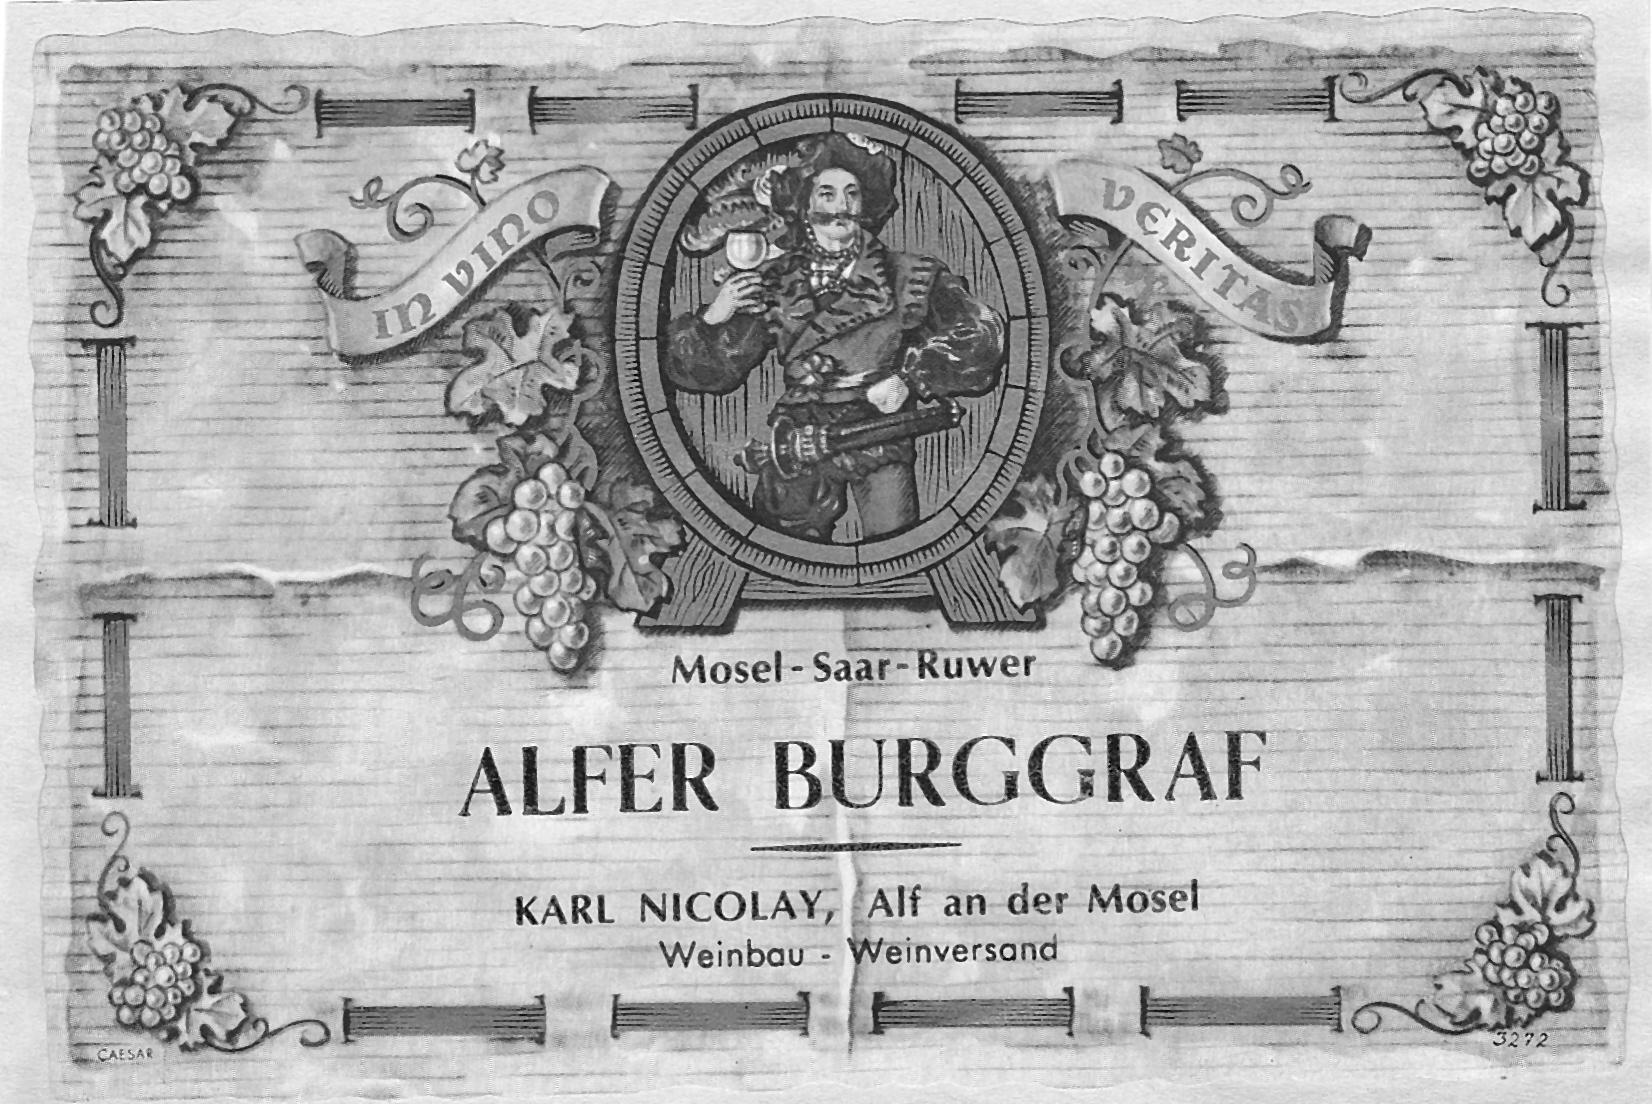 IN VINO VERITAS
Mosel-Saar-Ruwer
ALFER BURGGRAF
KARL NICOLAY, Alf an der Mosel
Weinbau - Weinversand
CAESAR
3272